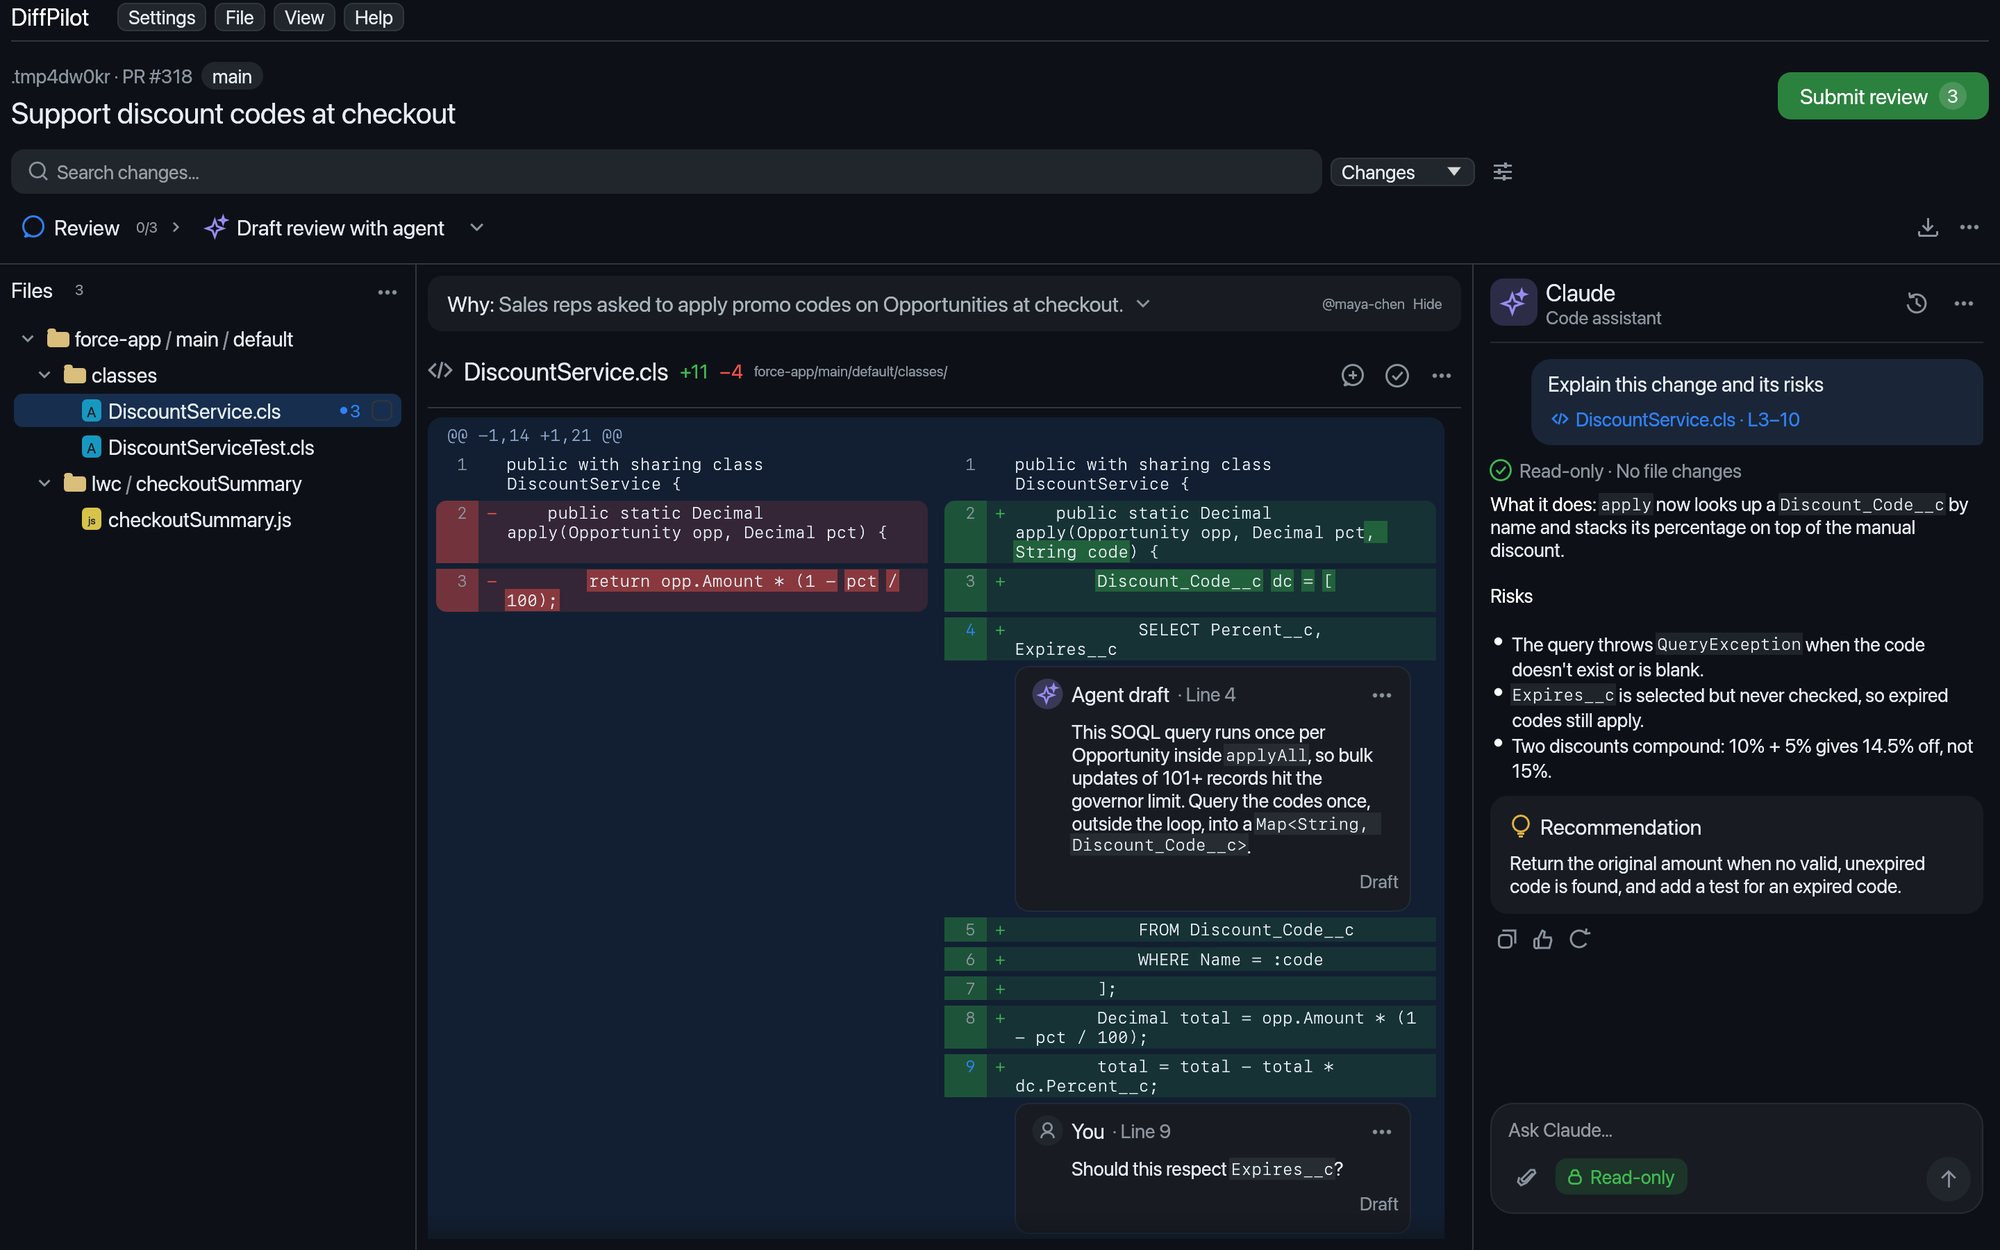 DiffPilot
Settings
File
View
Help
.tmp4dw0kr · PR #318
main
Support discount codes at checkout
Submit review 3
Search changes...
Changes
Review 0/3
Draft review with agent
Files 3
force-app / main / default
classes
A DiscountService.cls 3
A DiscountServiceTest.cls
lwc / checkoutSummary
js checkoutSummary.js
Why: Sales reps asked to apply promo codes on Opportunities at checkout.
@maya-chen Hide
</> DiscountService.cls +11 −4 force-app/main/default/classes/
@@ −1,14 +1,21 @@
1 public with sharing class
DiscountService {
2 − public static Decimal
apply(Opportunity opp, Decimal pct) {
3 − return opp.Amount * (1 − pct /
100);
1 public with sharing class
DiscountService {
2 + public static Decimal
apply(Opportunity opp, Decimal pct,
String code) {
3 + Discount_Code__c dc = [
4 + SELECT Percent__c,
Expires__c
Agent draft · Line 4
This SOQL query runs once per
Opportunity inside applyAll, so bulk
updates of 101+ records hit the
governor limit. Query the codes once,
outside the loop, into a Map<String,
Discount_Code__c>.
Draft
5 + FROM Discount_Code__c
6 + WHERE Name = :code
7 + ];
8 + Decimal total = opp.Amount * (1
− pct / 100);
9 + total = total − total *
dc.Percent__c;
You · Line 9
Should this respect Expires__c?
Draft
Claude
Code assistant
Explain this change and its risks
</> DiscountService.cls · L3–10
Read-only · No file changes
What it does: apply now looks up a Discount_Code__c by
name and stacks its percentage on top of the manual
discount.
Risks
• The query throws QueryException when the code
doesn't exist or is blank.
• Expires__c is selected but never checked, so expired
codes still apply.
• Two discounts compound: 10% + 5% gives 14.5% off, not
15%.
Recommendation
Return the original amount when no valid, unexpired
code is found, and add a test for an expired code.
Ask Claude...
Read-only